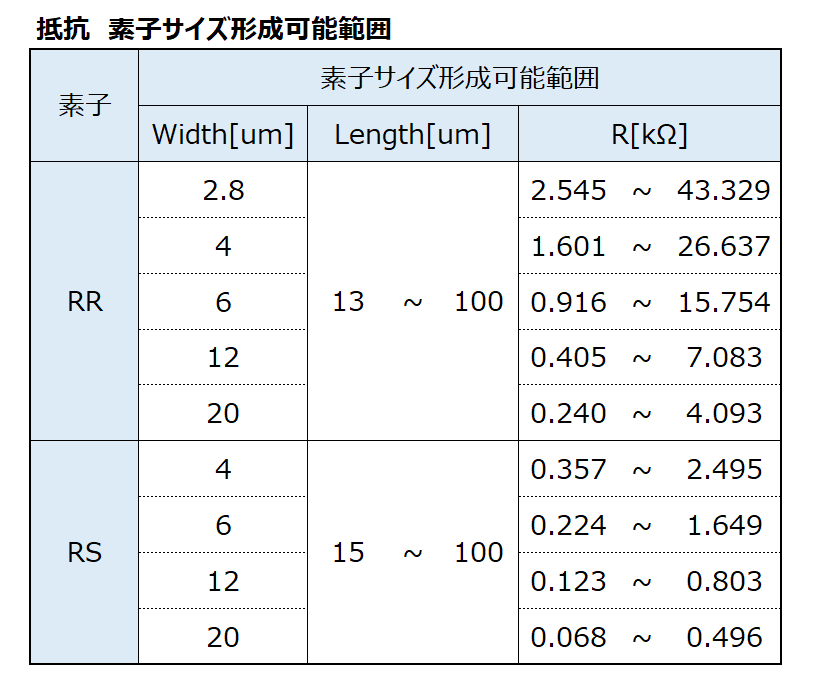 抵抗 素子サイズ形成可能範囲
素子
素子サイズ形成可能範囲
Width[um] Length[um] R[kΩ]
RR
13 ~ 100
2.8 2.545 ~ 43.329
4 1.601 ~ 26.637
6 0.916 ~ 15.754
12 0.405 ~ 7.083
20 0.240 ~ 4.093
RS
15 ~ 100
4 0.357 ~ 2.495
6 0.224 ~ 1.649
12 0.123 ~ 0.803
20 0.068 ~ 0.496